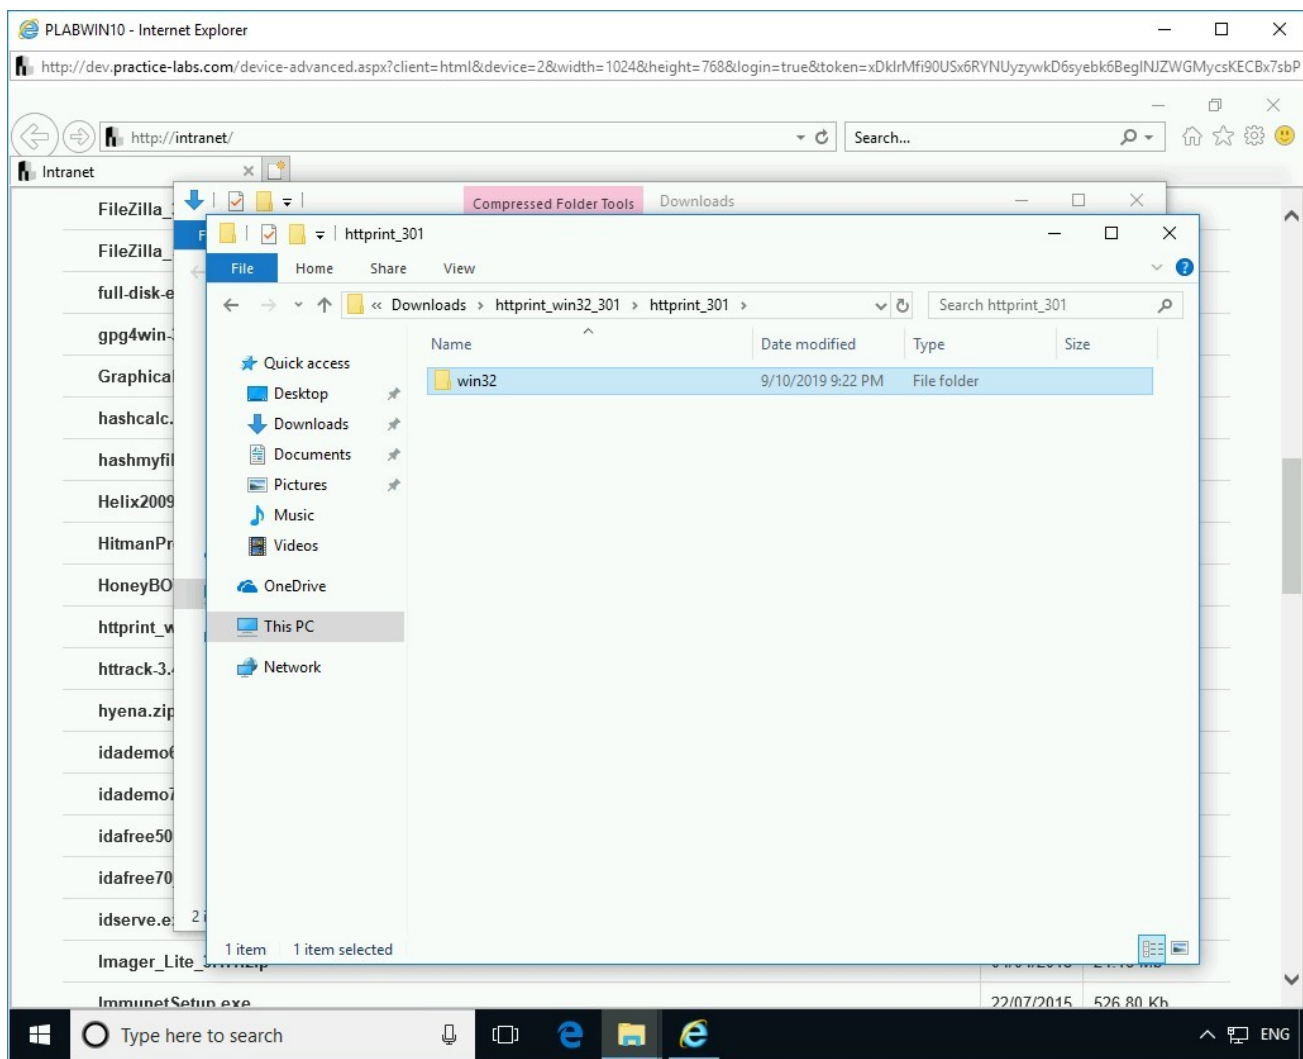 PLABWIN10 - Internet Explorer
http://dev.practice-labs.com/device-advanced.aspx?client=html&device=2&width=1024&height=768&login=true&token=xDkIrMfi90USx6RYNUyzywkD6syebk6BegINJZWGMycsKECBx7sbP
http://intranet/
Search...
Intranet
Compressed Folder Tools
Downloads
httprint_301
File
Home
Share
View
« Downloads > httprint_win32_301 > httprint_301 >
Search httprint_301
Name
Date modified
Type
Size
win32
9/10/2019 9:22 PM
File folder
Quick access
Desktop
Downloads
Documents
Pictures
Music
Videos
OneDrive
This PC
Network
1 item
1 item selected
FileZilla_
FileZilla_
full-disk-e
gpg4win-
Graphical
hashcalc.
hashmyfil
Helix2009
HitmanPr
HoneyBO
httprint_w
httrack-3.
hyena.zip
idademo6
idademo7
idafree50
idafree70
idserve.e
2 i
Imager_Lite_
ImmunetSetup.exe
22/07/2015
526.80 Kb
Type here to search
ENG